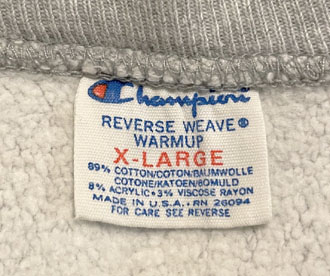 Champion
REVERSE WEAVE®
WARMUP
X-LARGE
89% COTTON/COTON/BAUMWOLLE
COTONE/KATOEN/BOMULD
8% ACRYLIC•3% VISCOSE RAYON
MADE IN U.S.A. RN 26094
FOR CARE SEE REVERSE